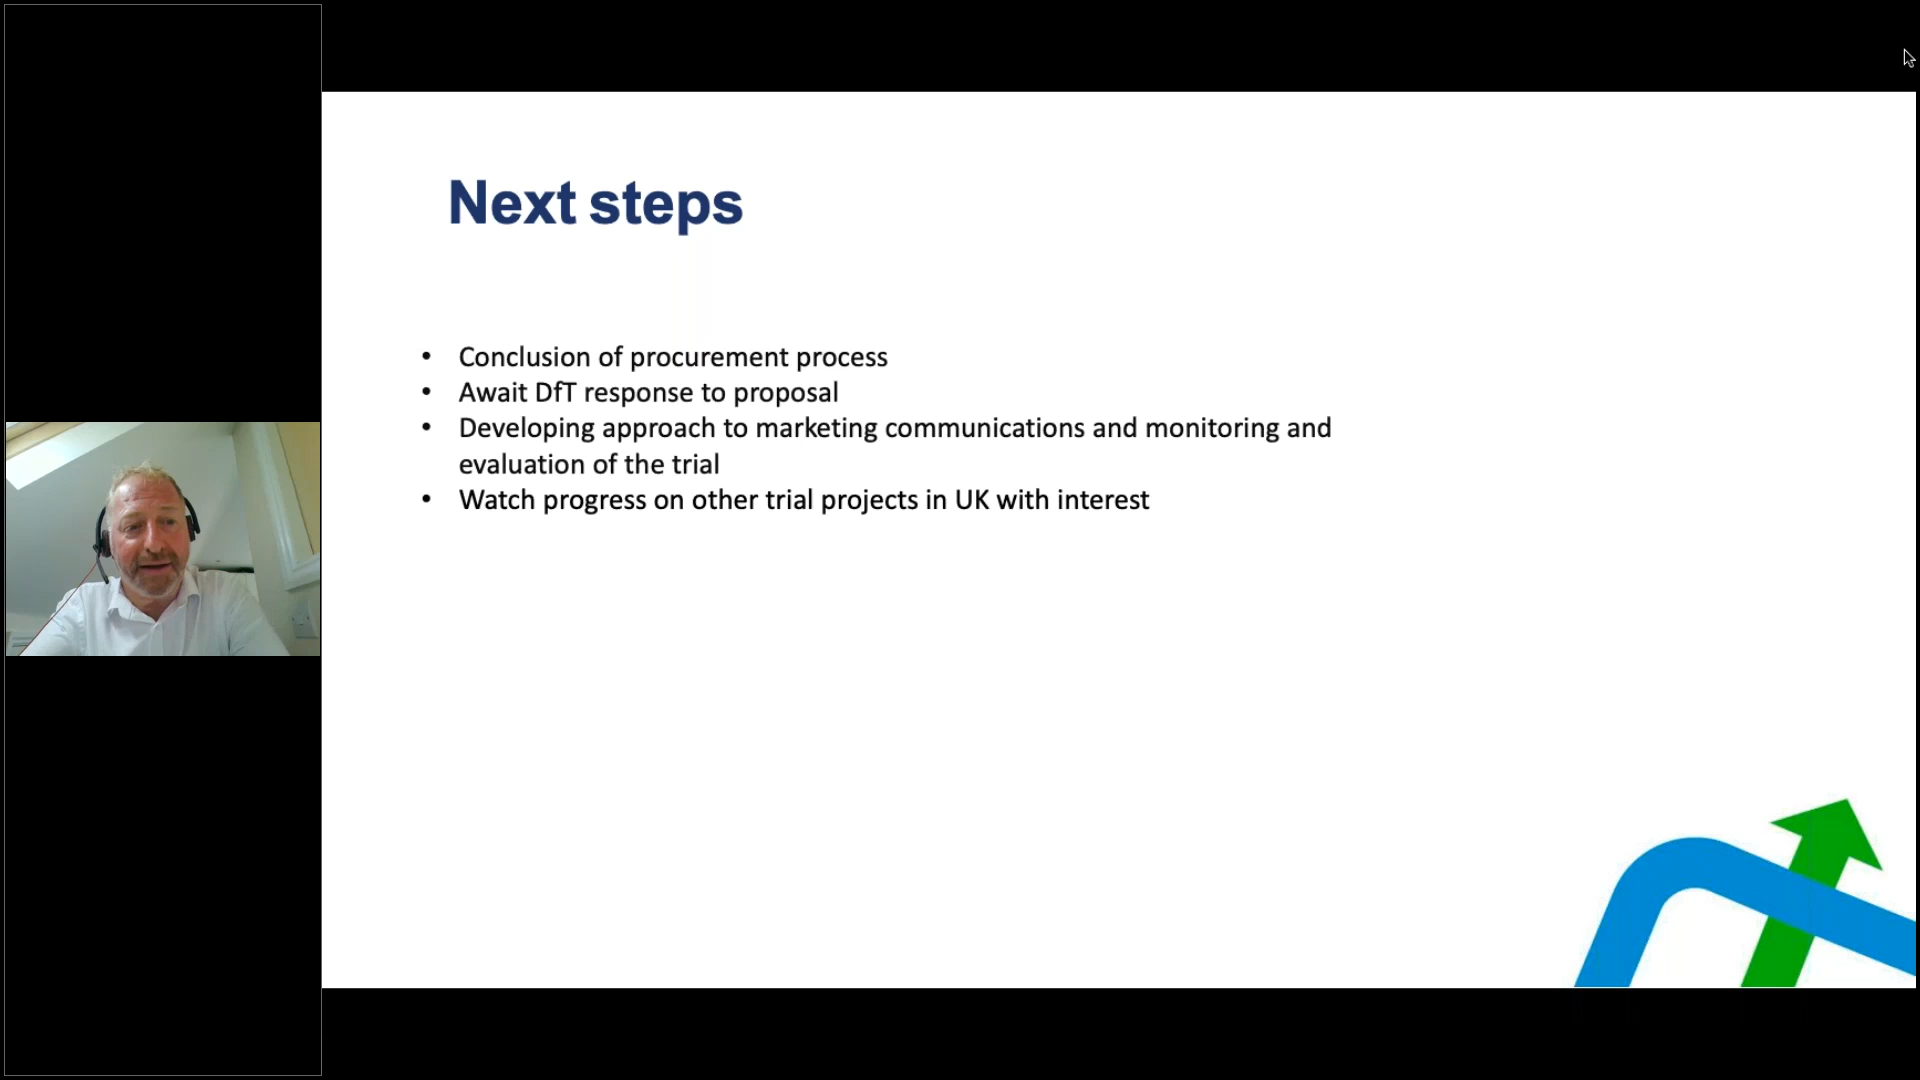 Next steps
• Conclusion of procurement process
• Await DfT response to proposal
• Developing approach to marketing communications and monitoring and
evaluation of the trial
• Watch progress on other trial projects in UK with interest